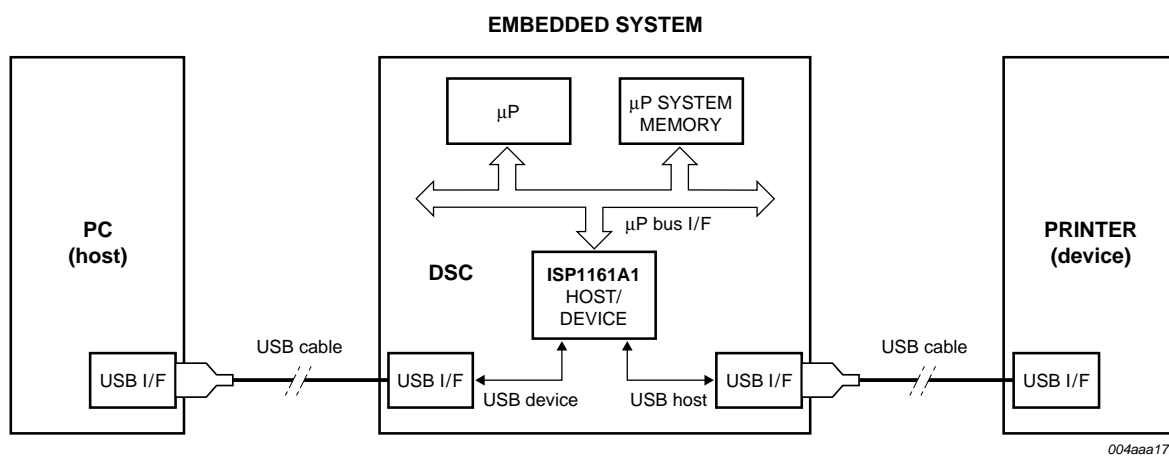 EMBEDDED SYSTEM
µP
µP SYSTEM
MEMORY
µP bus I/F
PC
(host)
PRINTER
(device)
DSC
ISP1161A1
HOST/
DEVICE
USB cable
USB cable
USB I/F
USB I/F
USB I/F
USB I/F
USB device
USB host
004aaa17